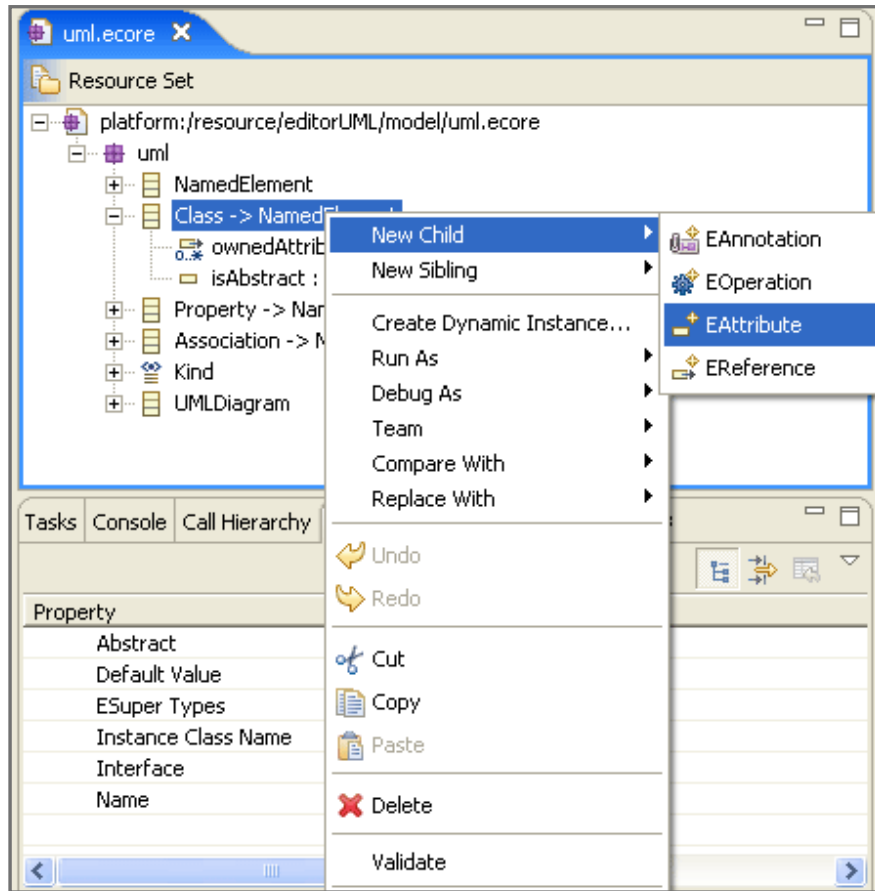 uml.ecore
Resource Set
platform:/resource/editorUML/model/uml.ecore
uml
NamedElement
Class -> NamedElement
ownedAttrib
0..*
isAbstract :
Property -> Nar
Association -> N
Kind
UMLDiagram
New Child
New Sibling
Create Dynamic Instance...
Run As
Debug As
Team
Compare With
Replace With
Undo
Redo
Cut
Copy
Paste
Delete
Validate
EAnnotation
EOperation
EAttribute
EReference
Tasks
Console
Call Hierarchy
Property
Abstract
Default Value
ESuper Types
Instance Class Name
Interface
Name